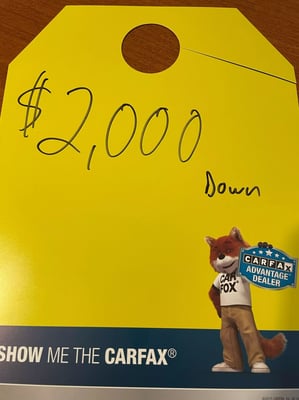 $2,000
Down
CAR
FOX
CARFAX
ADVANTAGE®
DEALER
SHOW ME THE CARFAX®